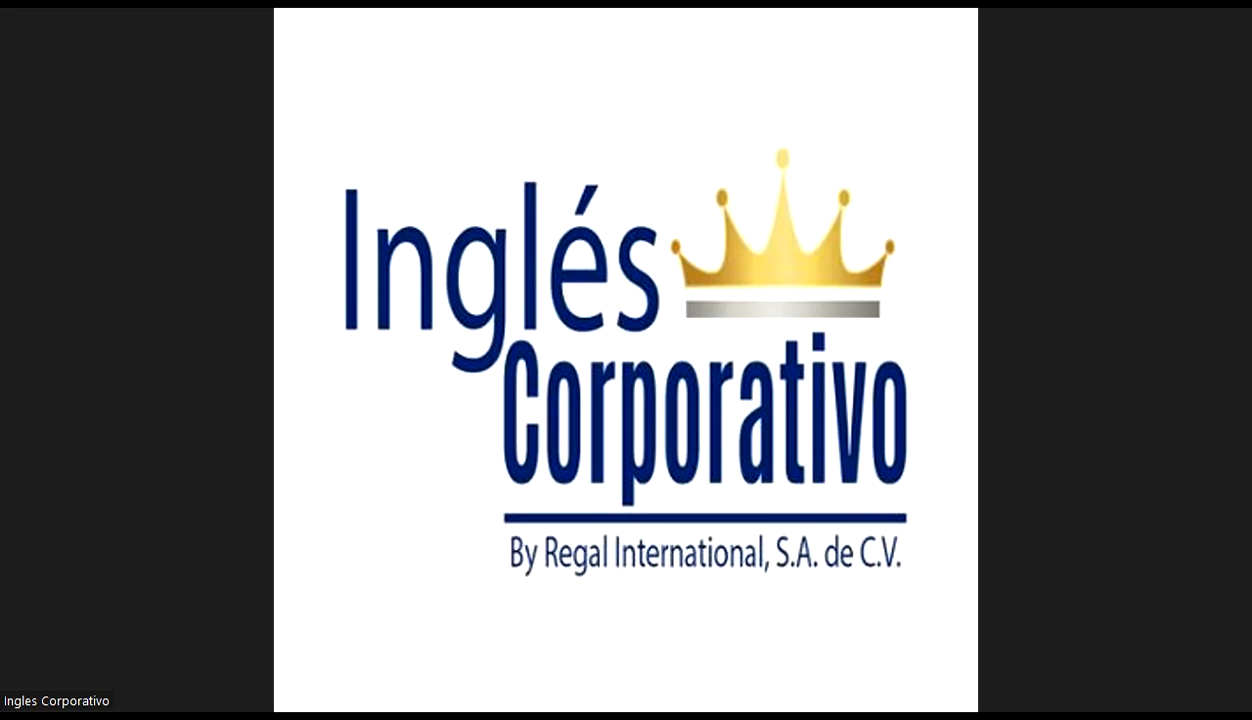 Inglés
Corporativo
By Regal International, S.A. de C.V.
Ingles Corporativo